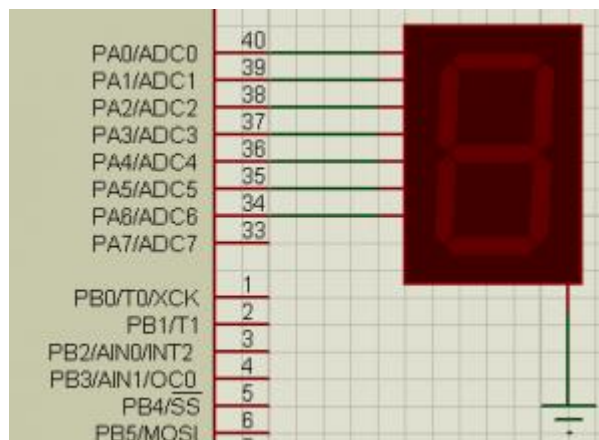 PA0/ADC0 40
PA1/ADC1 39
PA2/ADC2 38
PA3/ADC3 37
PA4/ADC4 36
PA5/ADC5 35
PA6/ADC6 34
PA7/ADC7 33
PB0/T0/XCK 1
PB1/T1 2
PB2/AIN0/INT2 3
PB3/AIN1/OC0 4
PB4/SS 5
PB5/MOSI 6